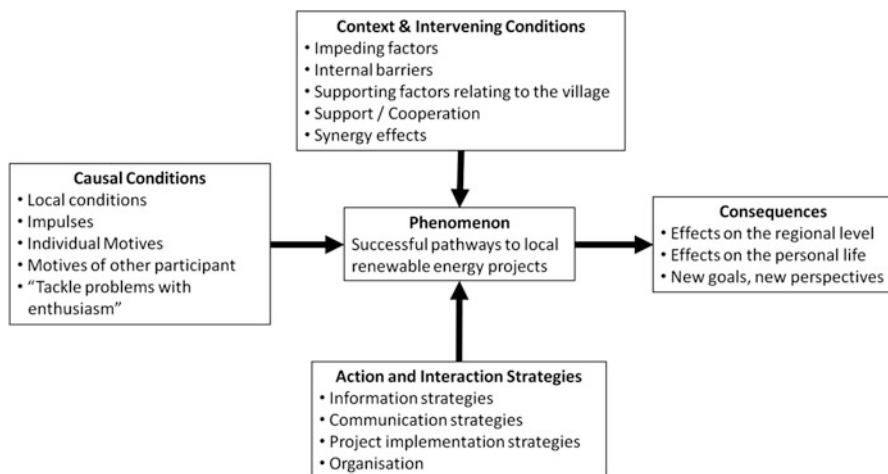 Context & Intervening Conditions
• Impeding factors
• Internal barriers
• Supporting factors relating to the village
• Support / Cooperation
• Synergy effects
Causal Conditions
• Local conditions
• Impulses
• Individual Motives
• Motives of other participant
• “Tackle problems with
enthusiasm”
Phenomenon
Successful pathways to local
renewable energy projects
Consequences
• Effects on the regional level
• Effects on the personal life
• New goals, new perspectives
Action and Interaction Strategies
• Information strategies
• Communication strategies
• Project implementation strategies
• Organisation